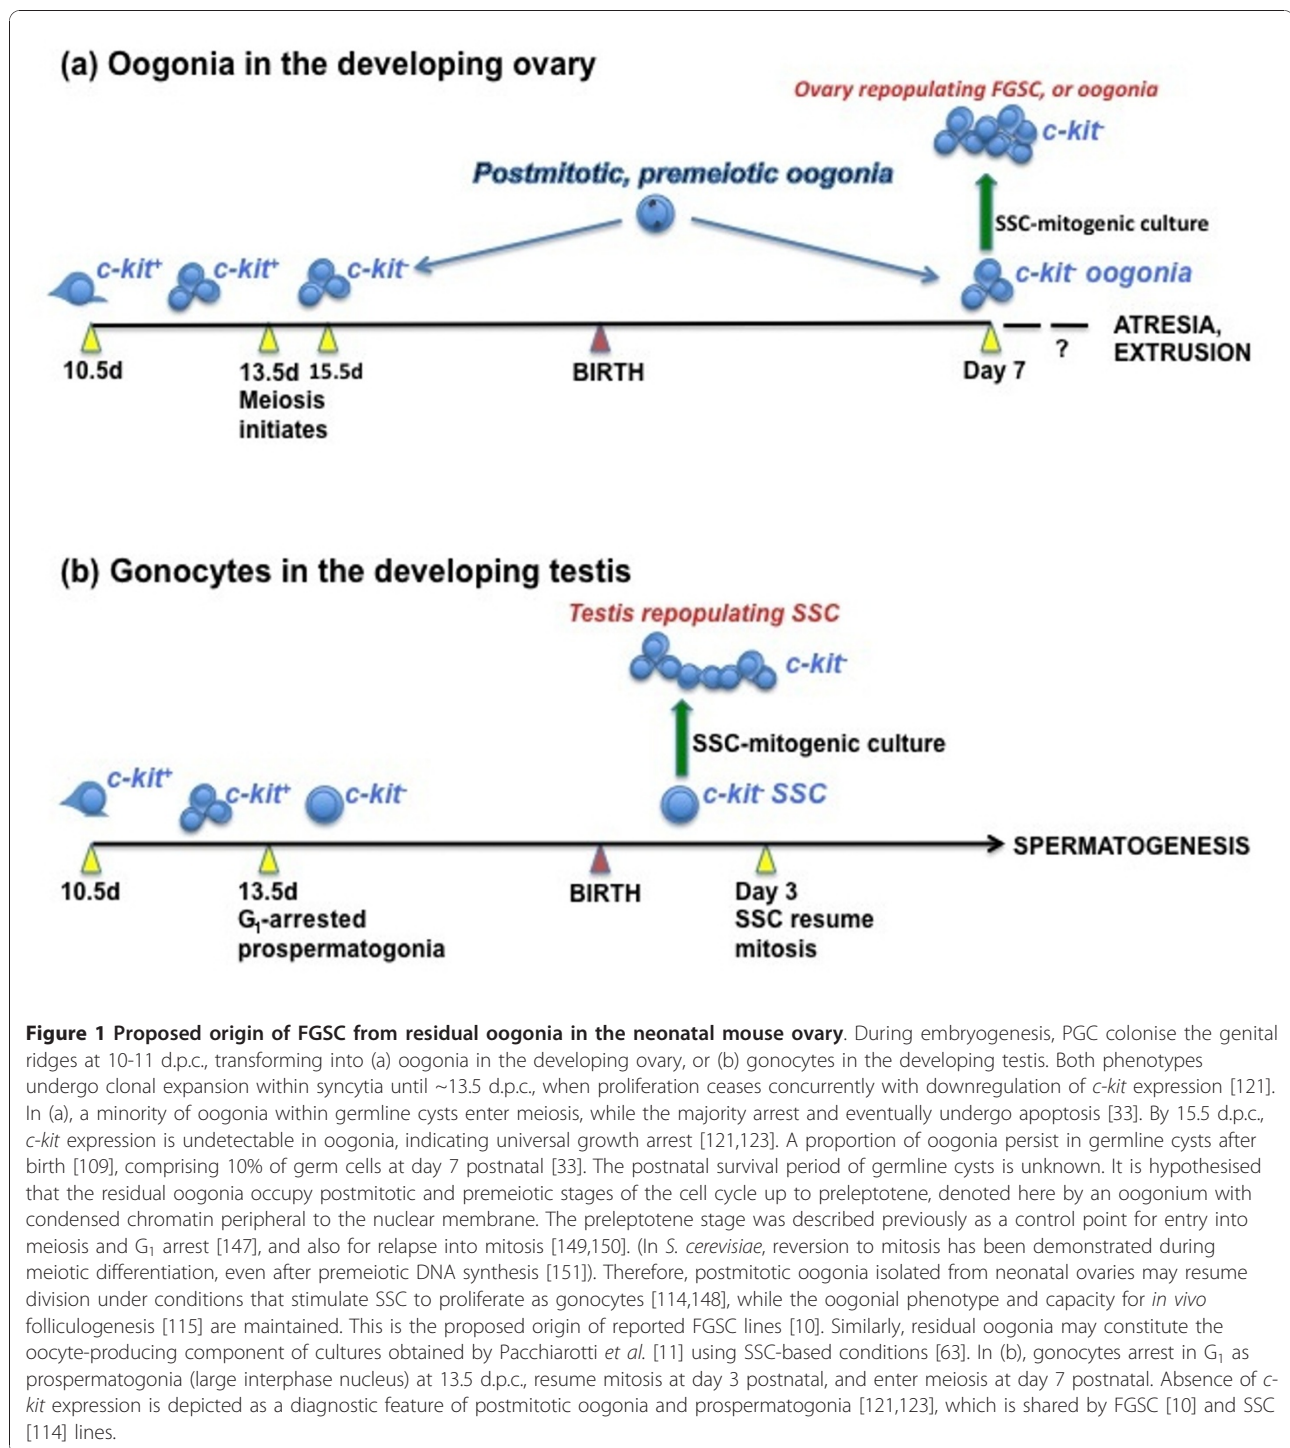 (a) Oogonia in the developing ovary
Ovary repopulating FGSC, or oogonia
c-kit-
Postmitotic, premeiotic oogonia
SSC-mitogenic culture
c-kit+
c-kit+
c-kit-
c-kit- oogonia
ATRESIA,
EXTRUSION
?
10.5d
13.5d
15.5d
BIRTH
Day 7
Meiosis
initiates
(b) Gonocytes in the developing testis
Testis repopulating SSC
c-kit-
SSC-mitogenic culture
c-kit+
c-kit+
c-kit-
c-kit- SSC
SPERMATOGENESIS
10.5d
13.5d
BIRTH
Day 3
G1-arrested
prospermatogonia
SSC resume
mitosis
Figure 1 Proposed origin of FGSC from residual oogonia in the neonatal mouse ovary. During embryogenesis, PGC colonise the genital
ridges at 10-11 d.p.c., transforming into (a) oogonia in the developing ovary, or (b) gonocytes in the developing testis. Both phenotypes
undergo clonal expansion within syncytia until ~13.5 d.p.c., when proliferation ceases concurrently with downregulation of c-kit expression [121].
In (a), a minority of oogonia within germline cysts enter meiosis, while the majority arrest and eventually undergo apoptosis [33]. By 15.5 d.p.c.,
c-kit expression is undetectable in oogonia, indicating universal growth arrest [121,123]. A proportion of oogonia persist in germline cysts after
birth [109], comprising 10% of germ cells at day 7 postnatal [33]. The postnatal survival period of germline cysts is unknown. It is hypothesised
that the residual oogonia occupy postmitotic and premeiotic stages of the cell cycle up to preleptotene, denoted here by an oogonium with
condensed chromatin peripheral to the nuclear membrane. The preleptotene stage was described previously as a control point for entry into
meiosis and G1 arrest [147], and also for relapse into mitosis [149,150]. (In S. cerevisiae, reversion to mitosis has been demonstrated during
meiotic differentiation, even after premeiotic DNA synthesis [151]). Therefore, postmitotic oogonia isolated from neonatal ovaries may resume
division under conditions that stimulate SSC to proliferate as gonocytes [114,148], while the oogonial phenotype and capacity for in vivo
folliculogenesis [115] are maintained. This is the proposed origin of reported FGSC lines [10]. Similarly, residual oogonia may constitute the
oocyte-producing component of cultures obtained by Pacchiarotti et al. [11] using SSC-based conditions [63]. In (b), gonocytes arrest in G1 as
prospermatogonia (large interphase nucleus) at 13.5 d.p.c., resume mitosis at day 3 postnatal, and enter meiosis at day 7 postnatal. Absence of c-
kit expression is depicted as a diagnostic feature of postmitotic oogonia and prospermatogonia [121,123], which is shared by FGSC [10] and SSC
[114] lines.